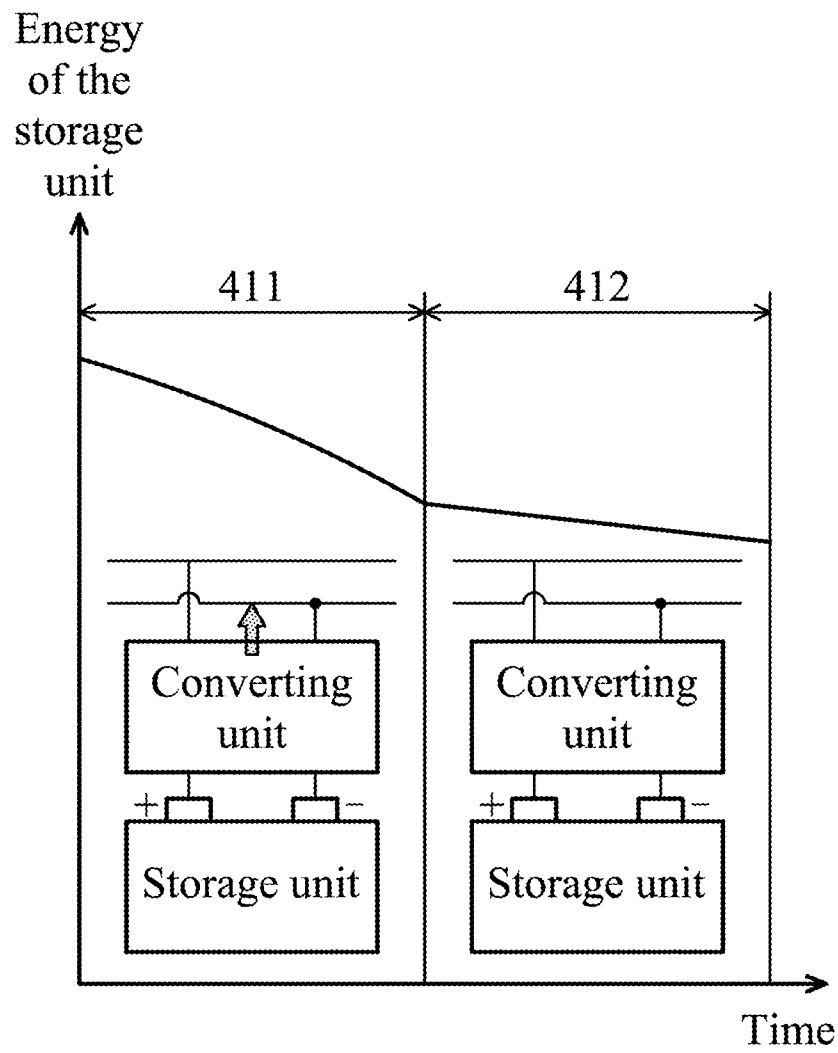 Energy
of the
storage
unit
411
412
Converting
unit
Converting
unit
+
−
+
−
Storage unit
Storage unit
Time